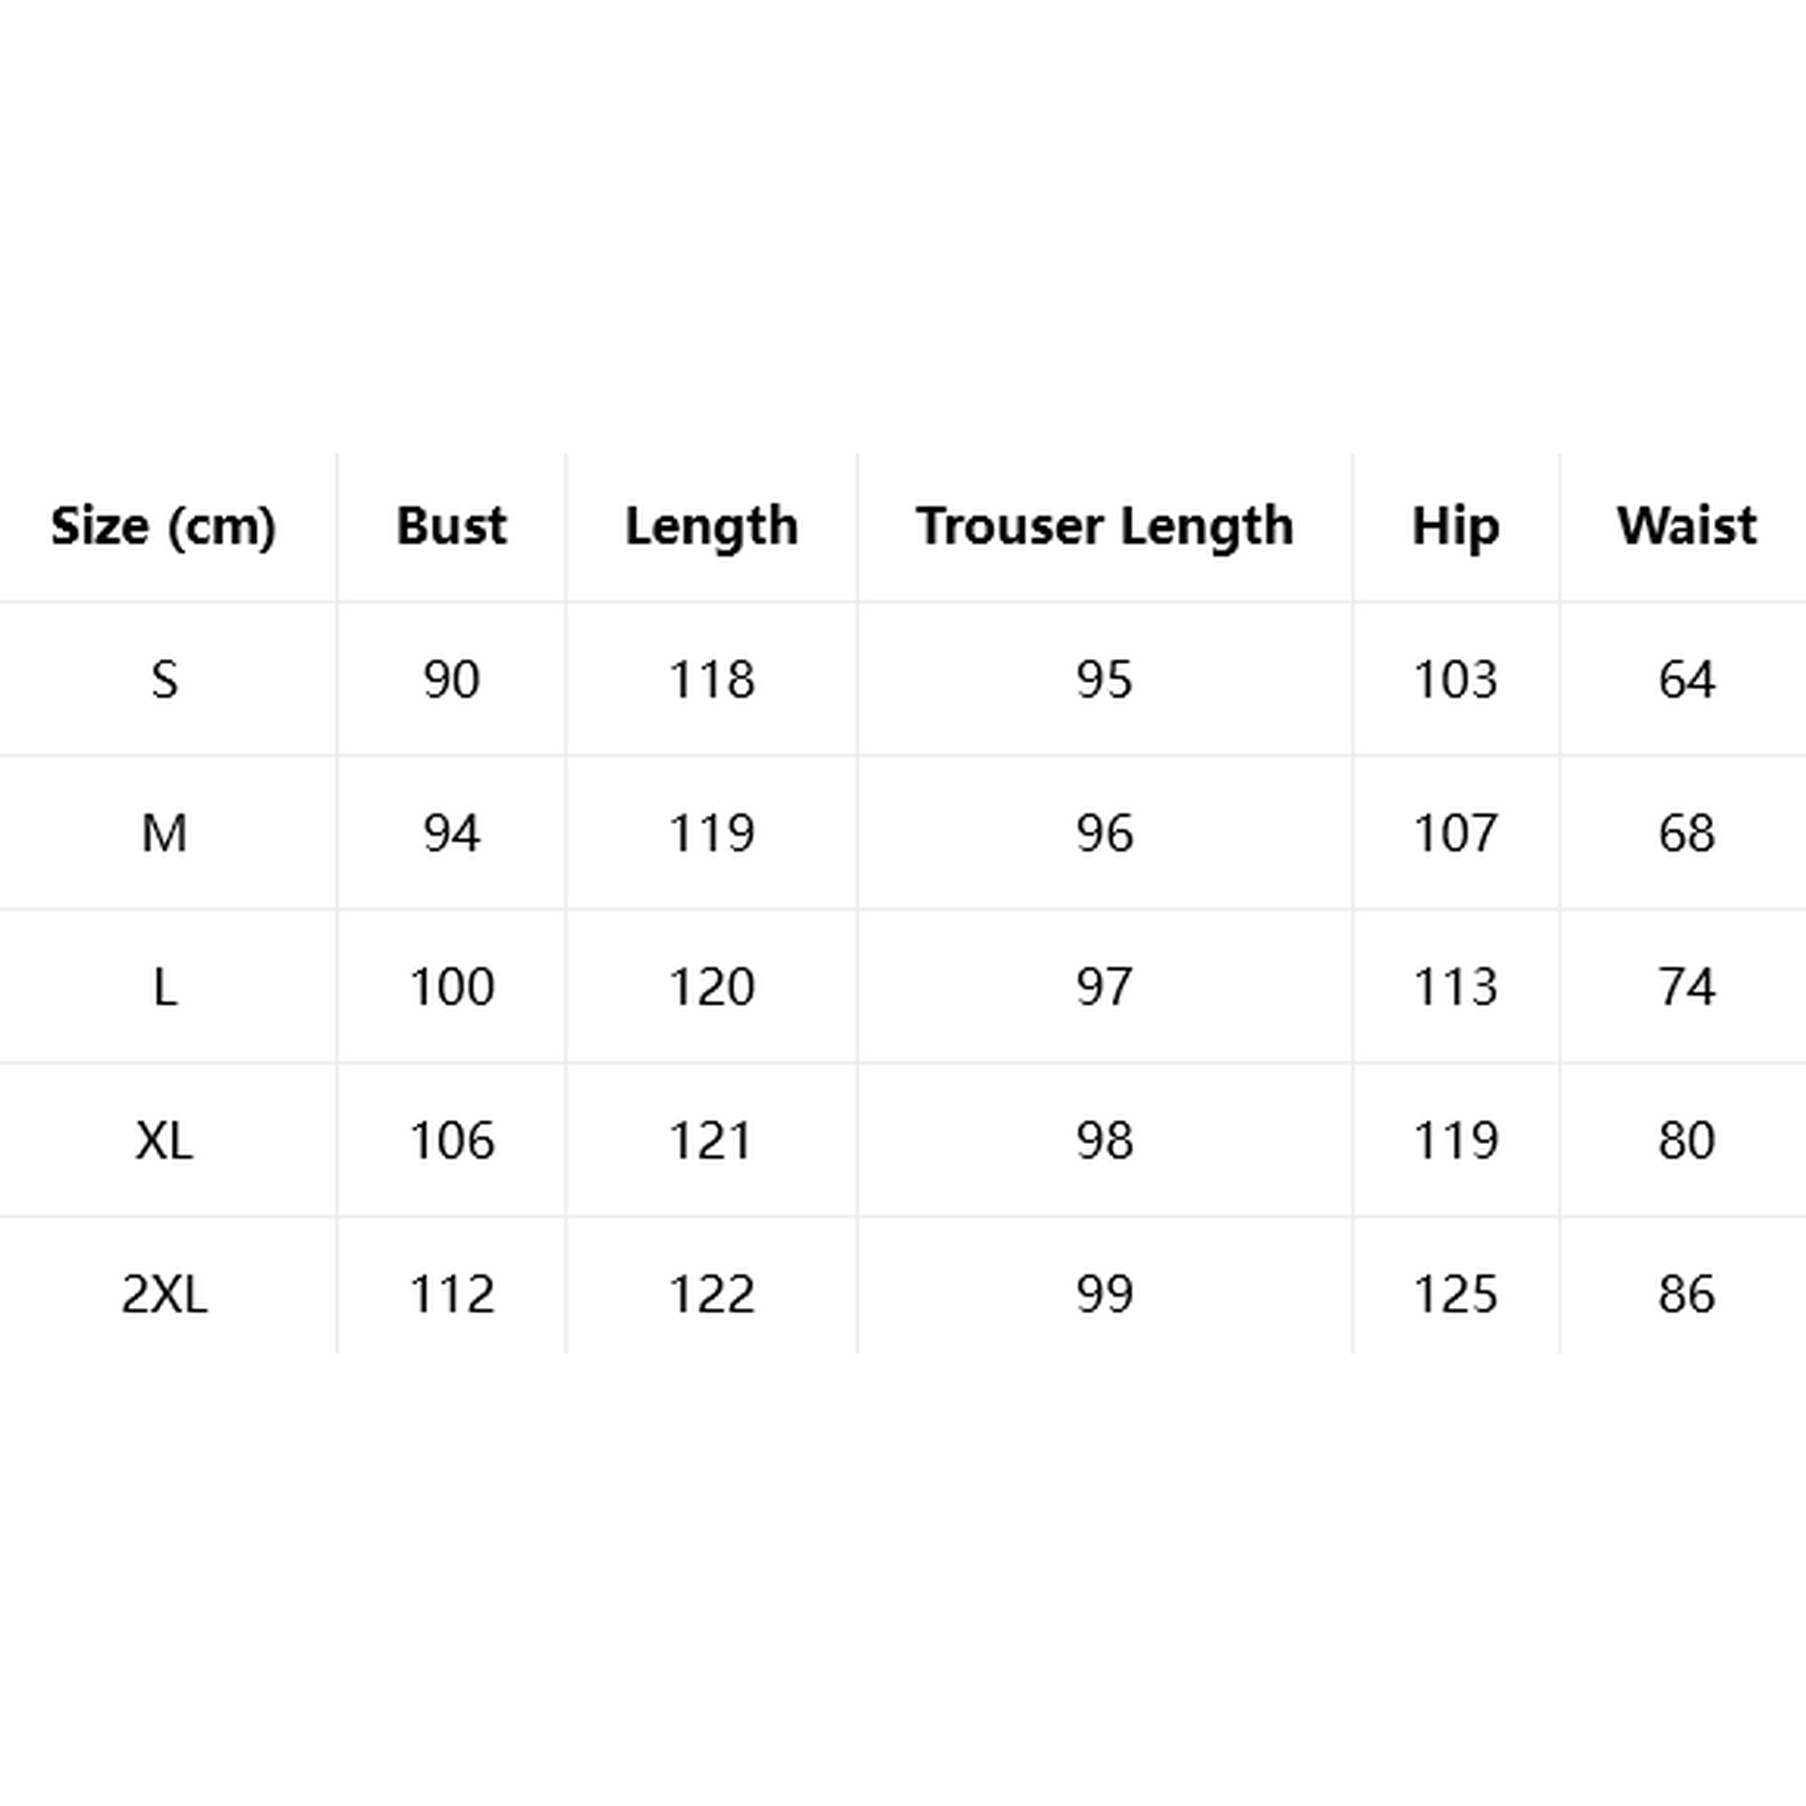 Size (cm) Bust Length Trouser Length Hip Waist
S 90 118 95 103 64
M 94 119 96 107 68
L 100 120 97 113 74
XL 106 121 98 119 80
2XL 112 122 99 125 86